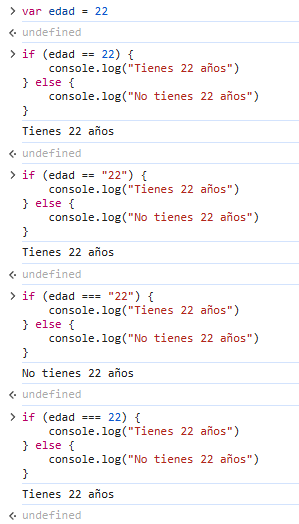 > var edad = 22
<· undefined
> if (edad == 22) {
    console.log("Tienes 22 años")
} else {
    console.log("No tienes 22 años")
}
Tienes 22 años
<· undefined
> if (edad == "22") {
    console.log("Tienes 22 años")
} else {
    console.log("No tienes 22 años")
}
Tienes 22 años
<· undefined
> if (edad === "22") {
    console.log("Tienes 22 años")
} else {
    console.log("No tienes 22 años")
}
No tienes 22 años
<· undefined
> if (edad === 22) {
    console.log("Tienes 22 años")
} else {
    console.log("No tienes 22 años")
}
Tienes 22 años
<· undefined